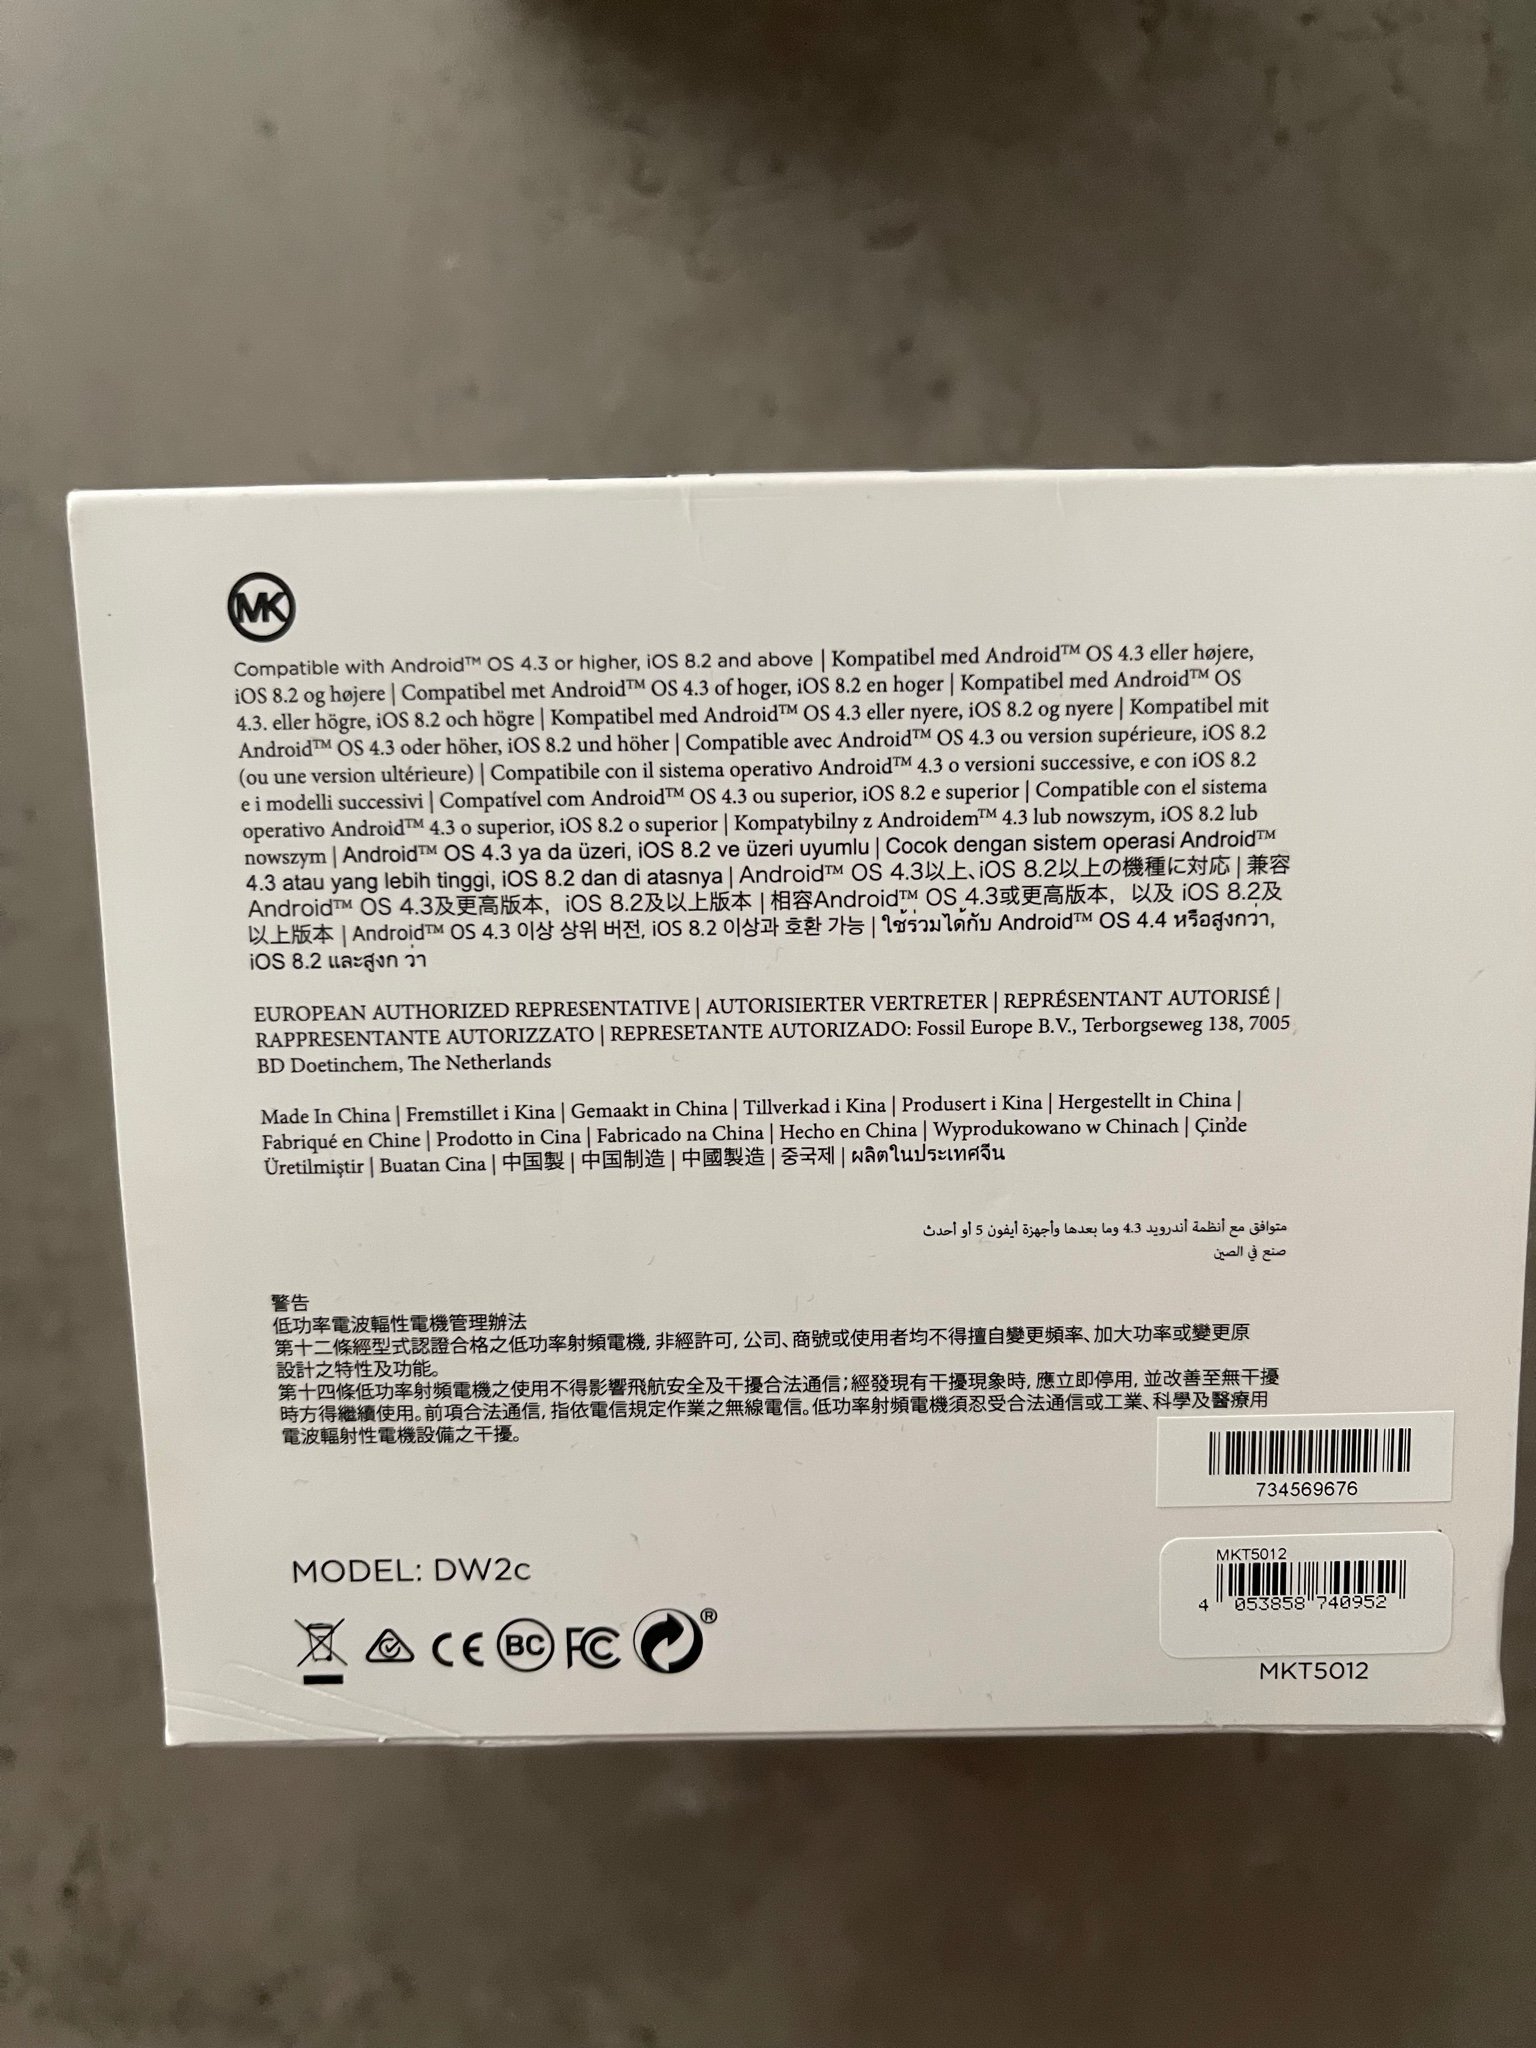 MK
Compatible with Android™ OS 4.3 or higher, iOS 8.2 and above | Kompatibel med Android™ OS 4.3 eller højere,
iOS 8.2 og højere | Compatibel met Android™ OS 4.3 of hoger, iOS 8.2 en hoger | Kompatibel med Android™ OS
4.3. eller högre, iOS 8.2 och högre | Kompatibel med Android™ OS 4.3 eller nyere, iOS 8.2 og nyere | Kompatibel mit
Android™ OS 4.3 oder höher, iOS 8.2 und höher | Compatible avec Android™ OS 4.3 ou version supérieure, iOS 8.2
(ou une version ultérieure) | Compatibile con il sistema operativo Android™ 4.3 o versioni successive, e con iOS 8.2
e i modelli successivi | Compatível com Android™ OS 4.3 ou superior, iOS 8.2 e superior | Compatible con el sistema
operativo Android™ 4.3 o superior, iOS 8.2 o superior | Kompatybilny z Androidem™ 4.3 lub nowszym, iOS 8.2 lub
nowszym | Android™ OS 4.3 ya da üzeri, iOS 8.2 ve üzeri uyumlu | Cocok dengan sistem operasi Android™
4.3 atau yang lebih tinggi, iOS 8.2 dan di atasnya | Android™ OS 4.3以上、iOS 8.2以上の機種に対応 | 兼容
Android™ OS 4.3及更高版本，iOS 8.2及以上版本 | 相容Android™ OS 4.3或更高版本，以及 iOS 8.2及
以上版本 | Android™ OS 4.3 이상 상위 버전, iOS 8.2 이상과 호환 가능 | ใช้ร่วมได้กับ Android™ OS 4.4 หรือสูงกว่า,
iOS 8.2 และสูงก ว่า
EUROPEAN AUTHORIZED REPRESENTATIVE | AUTORISIERTER VERTRETER | REPRÉSENTANT AUTORISÉ |
RAPPRESENTANTE AUTORIZZATO | REPRESETANTE AUTORIZADO: Fossil Europe B.V., Terborgseweg 138, 7005
BD Doetinchem, The Netherlands
Made In China | Fremstillet i Kina | Gemaakt in China | Tillverkad i Kina | Produsert i Kina | Hergestellt in China |
Fabriqué en Chine | Prodotto in Cina | Fabricado na China | Hecho en China | Wyprodukowano w Chinach | Çin'de
Üretilmiştir | Buatan Cina | 中国製 | 中国制造 | 中國製造 | 중국제 | ผลิตในประเทศจีน
متوافق مع أنظمة أندرويد 4.3 وما بعدها وأجهزة أيفون 5 أو أحدث
صنع في الصين
警告
低功率電波輻性電機管理辦法
第十二條經型式認證合格之低功率射頻電機, 非經許可, 公司、商號或使用者均不得擅自變更頻率、加大功率或變更原
設計之特性及功能。
第十四條低功率射頻電機之使用不得影響飛航安全及干擾合法通信；經發現有干擾現象時, 應立即停用, 並改善至無干擾
時方得繼續使用。前項合法通信, 指依電信規定作業之無線電信。低功率射頻電機須忍受合法通信或工業、科學及醫療用
電波輻射性電機設備之干擾。
734569676
MKT5012
4 053858 740952
MKT5012
MODEL: DW2c
CE BC FC ®